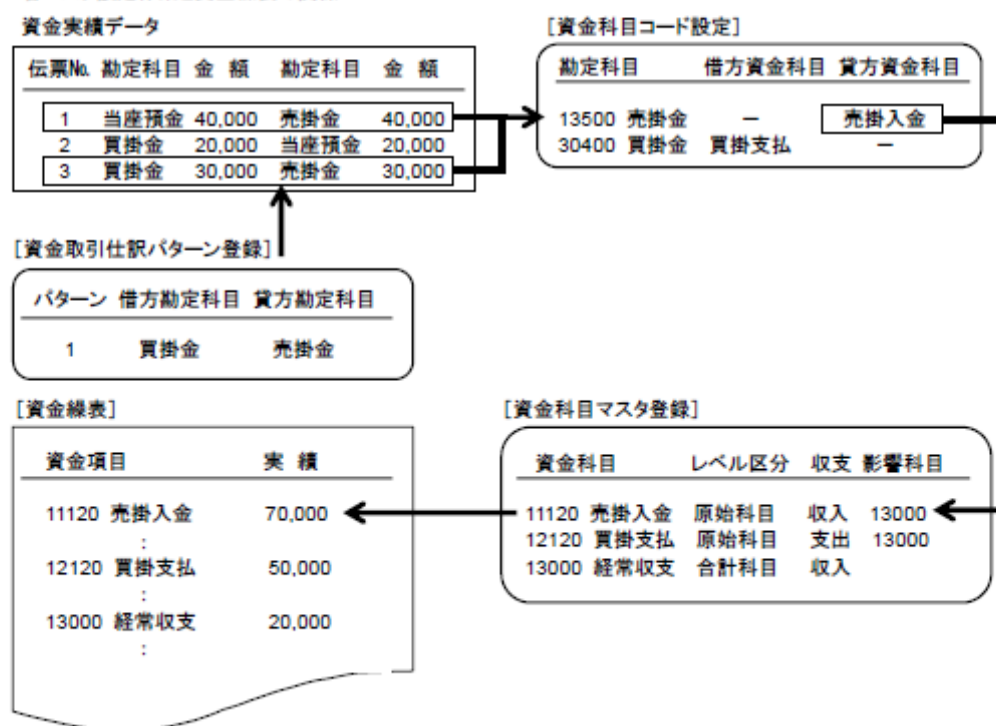 資金実績データ
伝票No. 勘定科目 金 額 勘定科目 金 額
1 当座預金 40,000 売掛金 40,000
2 買掛金 20,000 当座預金 20,000
3 買掛金 30,000 売掛金 30,000
[資金科目コード設定]
勘定科目 借方資金科目 貸方資金科目
13500 売掛金 － 売掛入金
30400 買掛金 買掛支払 －
[資金取引仕訳パターン登録]
パターン 借方勘定科目 貸方勘定科目
1 買掛金 売掛金
[資金繰表]
資金項目 実 績
11120 売掛入金 70,000
:
12120 買掛支払 50,000
:
13000 経常収支 20,000
:
[資金科目マスタ登録]
資金科目 レベル区分 収支 影響科目
11120 売掛入金 原始科目 収入 13000
12120 買掛支払 原始科目 支出 13000
13000 経常収支 合計科目 収入